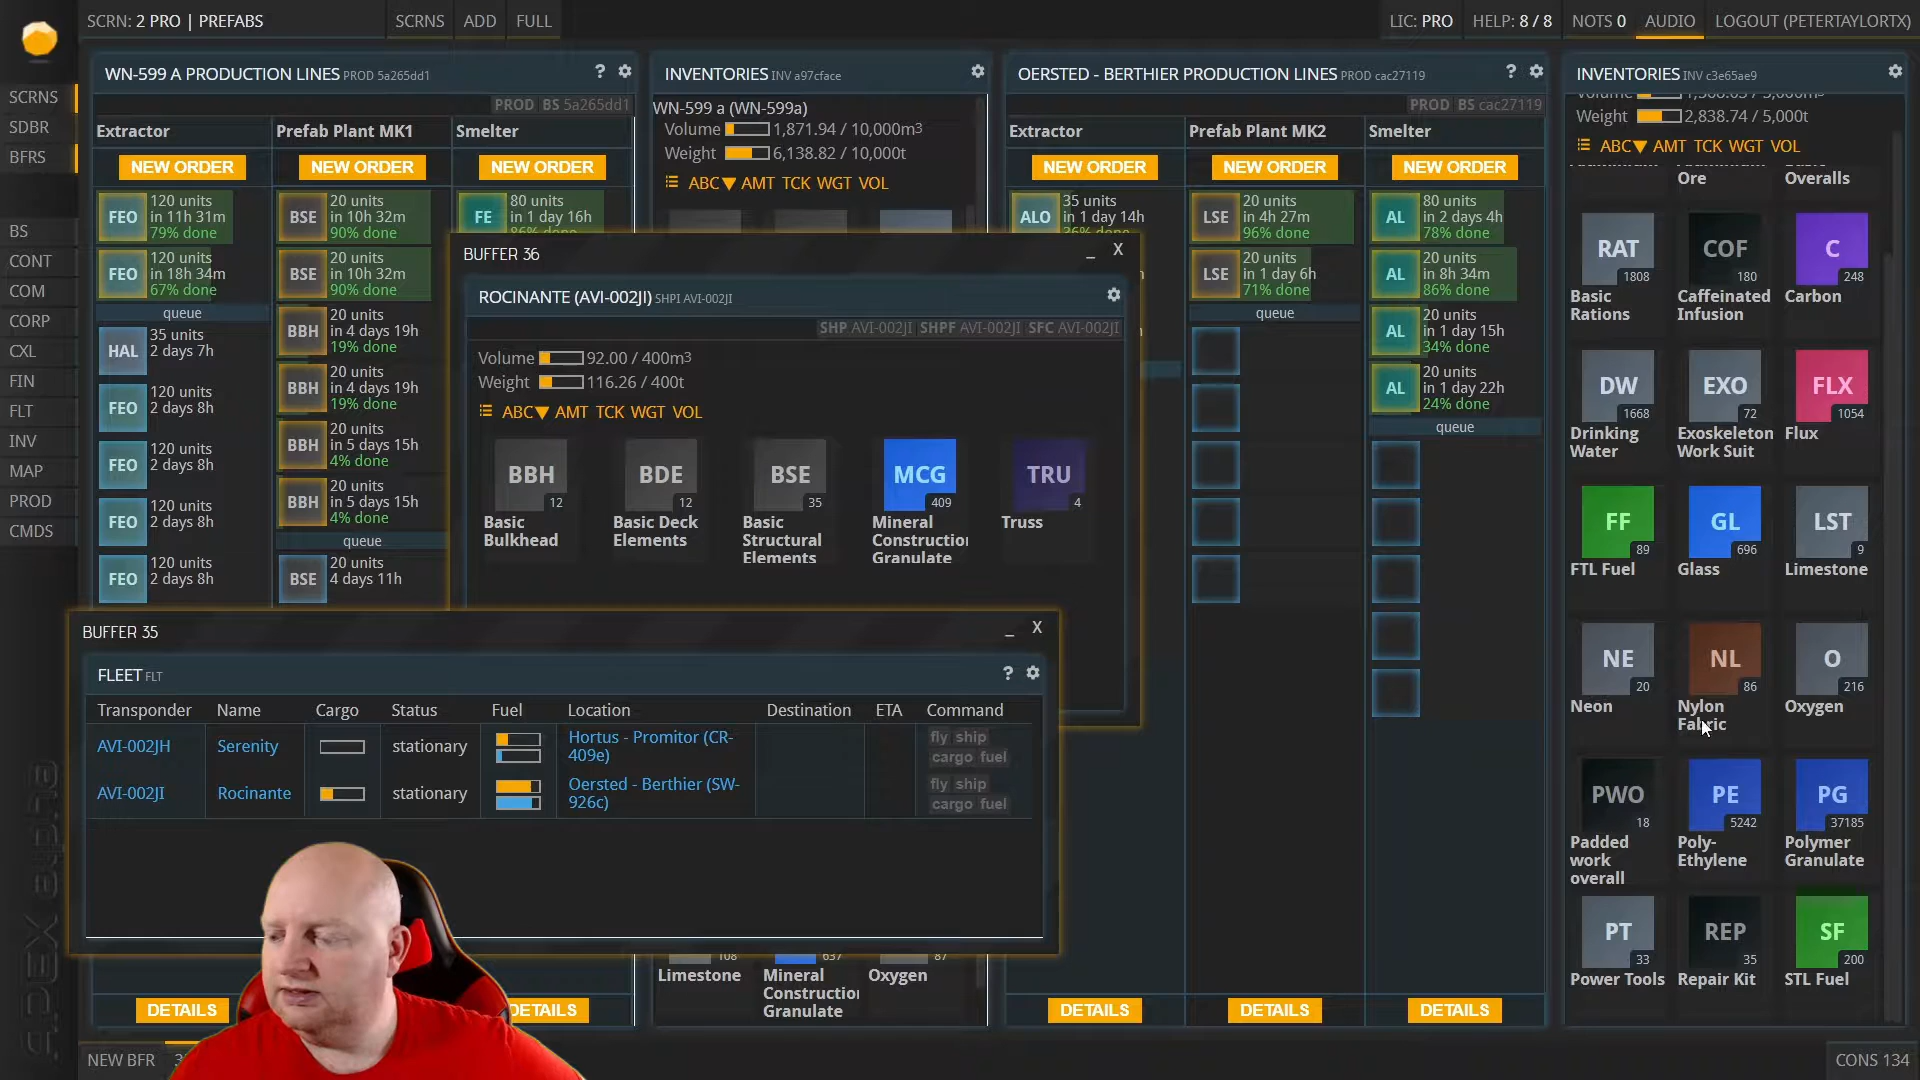 SCRN: 2 PRO | PREFABS
SCRNS ADD FULL
LIC: PRO HELP: 8 / 8 NOTS 0 AUDIO LOGOUT (PETERTAYLORTX)
SCRNS
SDBR
BFRS
BS
CONT
COM
CORP
CXL
FIN
FLT
INV
MAP
PROD
CMDS
APEX alpha
WN-599 A PRODUCTION LINES PROD 5a265dd1 ?
PROD BS 5a265dd1
Extractor Prefab Plant MK1 Smelter
NEW ORDER NEW ORDER NEW ORDER
FEO 120 units
in 11h 31m
79% done
FEO 120 units
in 18h 34m
67% done
queue
HAL 35 units
2 days 7h
FEO 120 units
2 days 8h
FEO 120 units
2 days 8h
FEO 120 units
2 days 8h
FEO 120 units
2 days 8h
BSE 20 units
in 10h 32m
90% done
BSE 20 units
in 10h 32m
90% done
BBH 20 units
in 4 days 19h
19% done
BBH 20 units
in 4 days 19h
19% done
BBH 20 units
in 5 days 15h
4% done
BBH 20 units
in 5 days 15h
4% done
queue
BSE 20 units
4 days 11h
FE 80 units
in 1 day 16h
86% done
DETAILS DETAILS
INVENTORIES INV a97cface
WN-599 a (WN-599a)
Volume 1,871.94 / 10,000m3
Weight 6,138.82 / 10,000t
ABC▼ AMT TCK WGT VOL
108 637 87
Limestone Mineral Oxygen
Construction
Granulate
OERSTED - BERTHIER PRODUCTION LINES PROD cac27119 ?
PROD BS cac27119
Extractor Prefab Plant MK2 Smelter
NEW ORDER NEW ORDER NEW ORDER
ALO 35 units
in 1 day 14h
36% done
LSE 20 units
in 4h 27m
96% done
LSE 20 units
in 1 day 6h
71% done
queue
AL 80 units
in 2 days 4h
78% done
AL 20 units
in 8h 34m
86% done
AL 20 units
in 1 day 15h
34% done
AL 20 units
in 1 day 22h
24% done
queue
DETAILS DETAILS DETAILS
INVENTORIES INV c3e65ae9
Weight 2,838.74 / 5,000t
ABC▼ AMT TCK WGT VOL
Ore Overalls
RAT 1808 COF 180 C 248
Basic Caffeinated Carbon
Rations Infusion
DW 1668 EXO 72 FLX 1054
Drinking Exoskeleton Flux
Water Work Suit
FF 89 GL 696 LST 9
FTL Fuel Glass Limestone
NE 20 NL 86 O 216
Neon Nylon Oxygen
Fabric
PWO 18 PE 5242 PG 37185
Padded Poly- Polymer
work Ethylene Granulate
overall
PT 33 REP 35 SF 200
Power Tools Repair Kit STL Fuel
BUFFER 36 _ X
ROCINANTE (AVI-002JI) SHPI AVI-002JI
SHP AVI-002JI SHPF AVI-002JI SFC AVI-002JI
Volume 92.00 / 400m3
Weight 116.26 / 400t
ABC▼ AMT TCK WGT VOL
BBH 12 BDE 12 BSE 35 MCG 409 TRU 4
Basic Basic Deck Basic Mineral Truss
Bulkhead Elements Structural Construction
Elements Granulate
BUFFER 35 _ X
FLEET FLT ?
Transponder Name Cargo Status Fuel Location Destination ETA Command
AVI-002JH Serenity stationary Hortus - Promitor (CR-
409e) fly ship
cargo fuel
AVI-002JI Rocinante stationary Oersted - Berthier (SW-
926c) fly ship
cargo fuel
NEW BFR
CONS 134